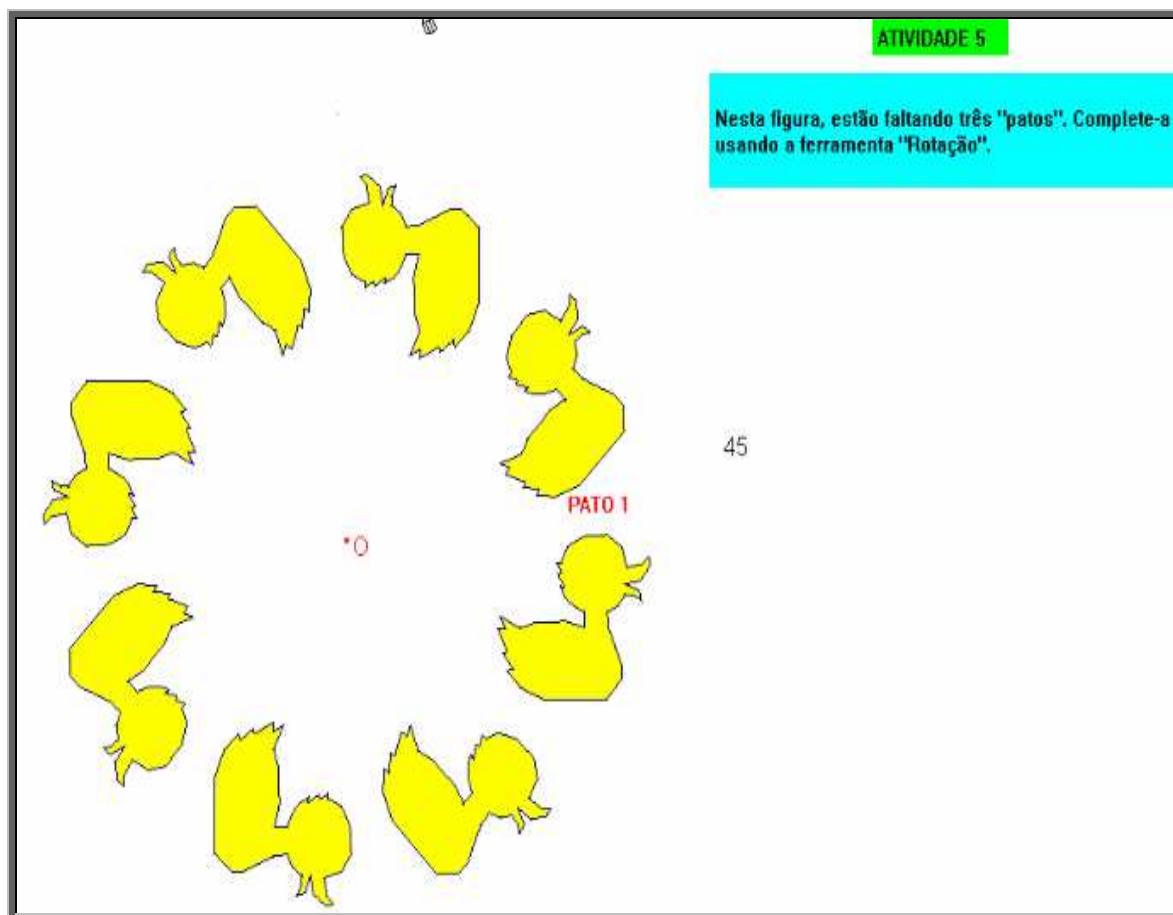 ATIVIDADE 5
Nesta figura, estão faltando três "patos". Complete-a
usando a ferramenta "Rotação".
45
PATO 1
O